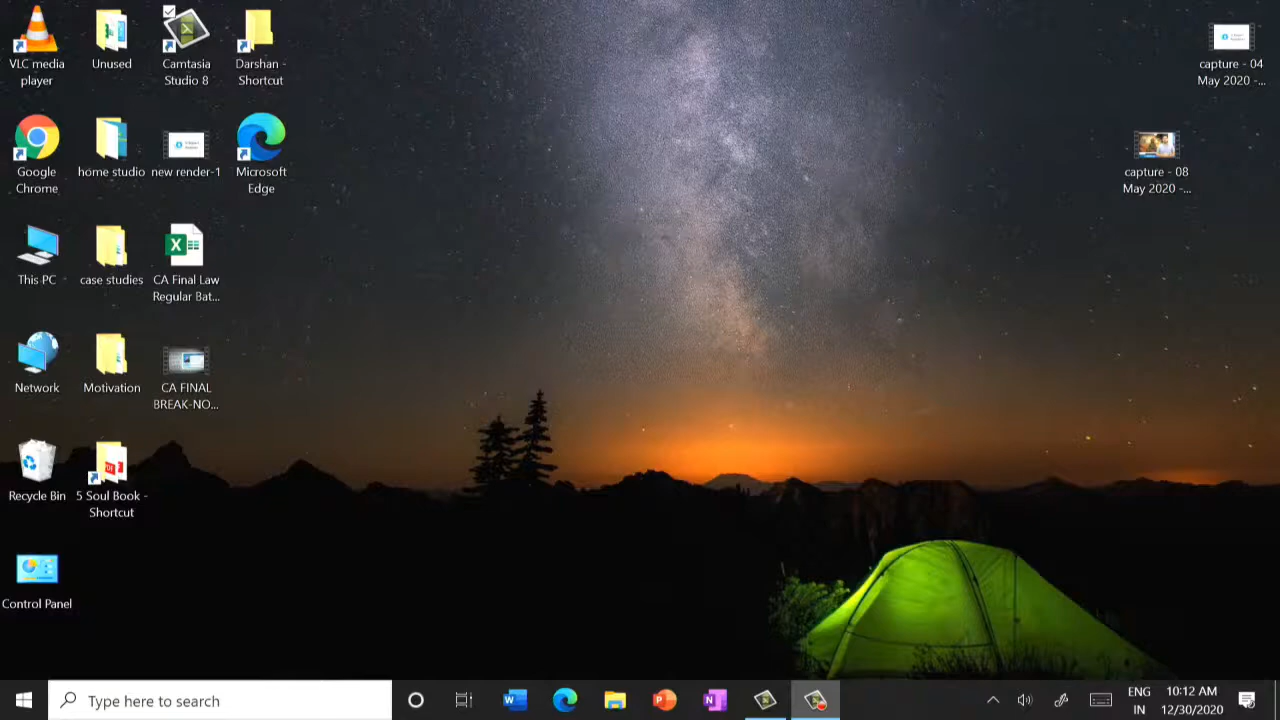 VLC media
player
Unused
Camtasia
Studio 8
Darshan -
Shortcut
capture - 04
May 2020 -...
Google
Chrome
home studio
new render-1
Microsoft
Edge
capture - 08
May 2020 -...
This PC
case studies
CA Final Law
Regular Bat...
Network
Motivation
CA FINAL
BREAK-NO...
Recycle Bin
5 Soul Book -
Shortcut
Control Panel
Type here to search
ENG
IN
10:12 AM
12/30/2020